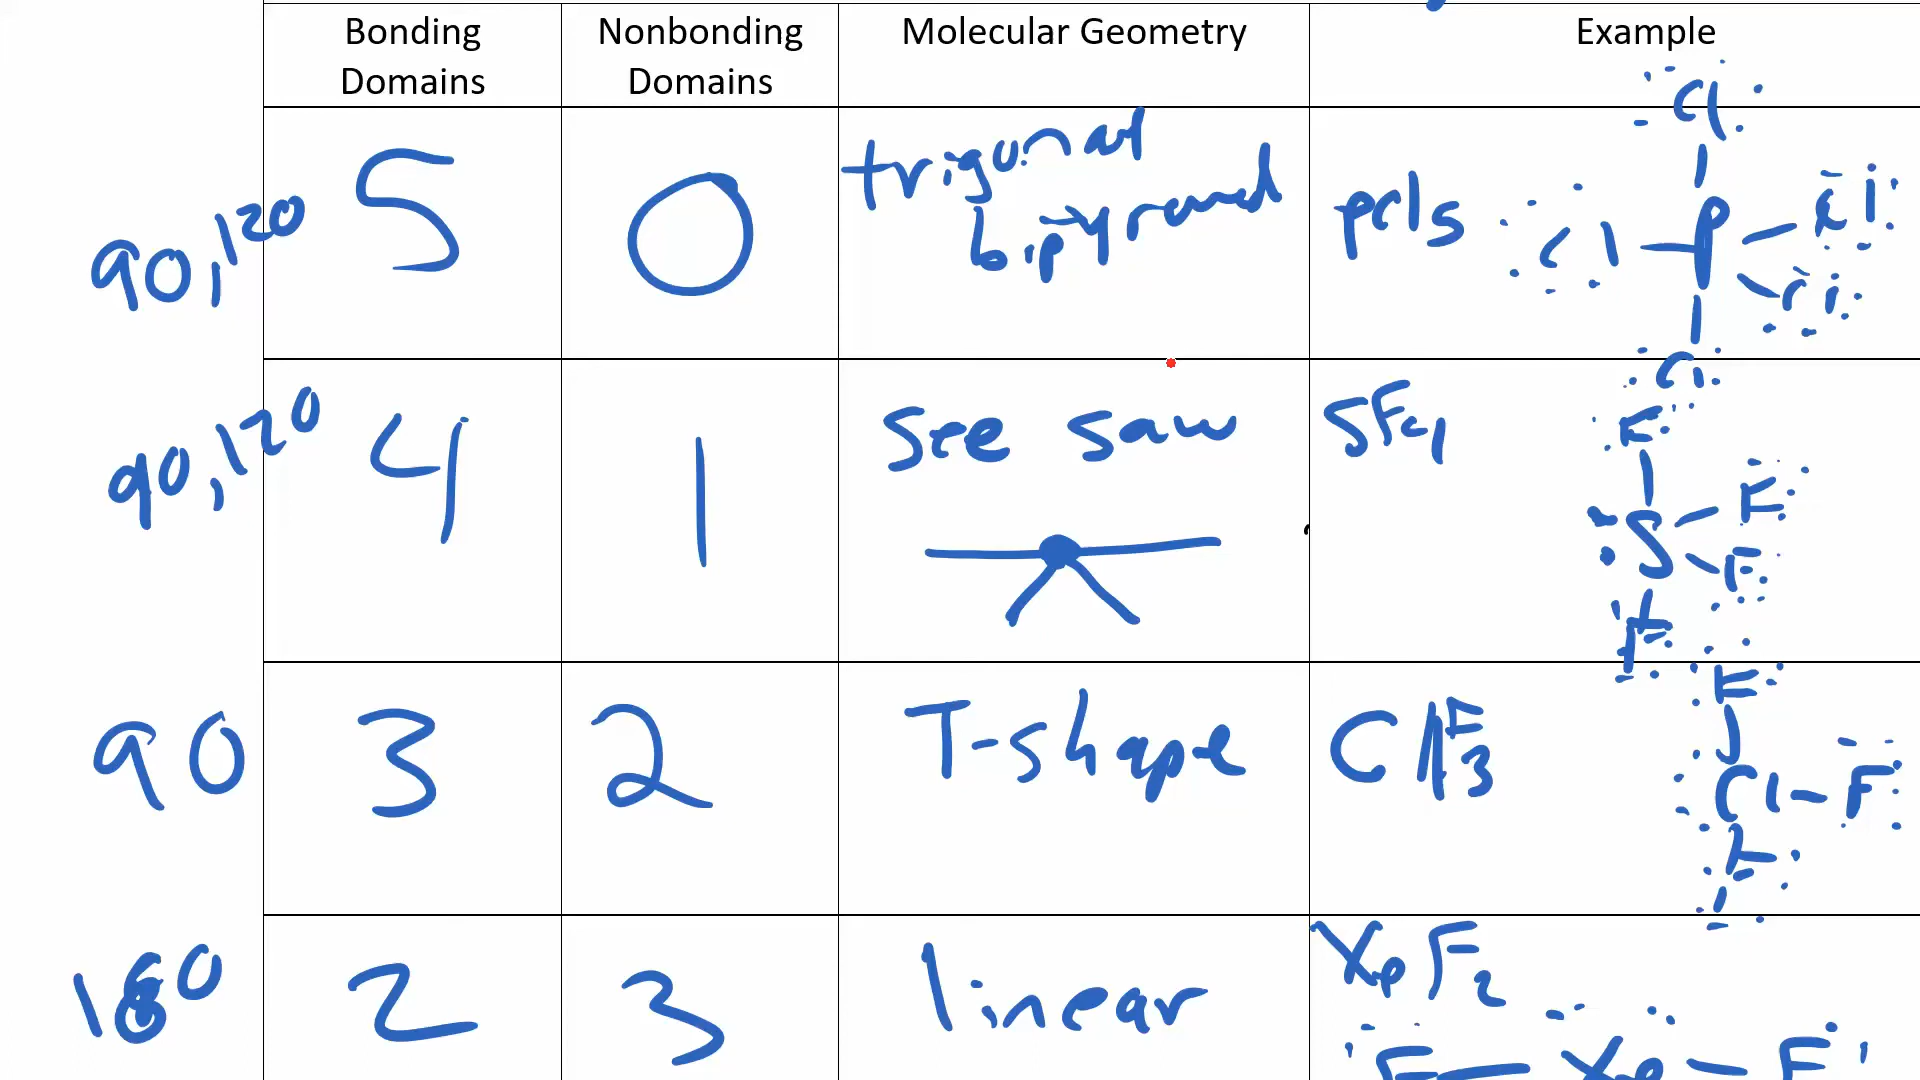 Bonding Domains
Nonbonding Domains
Molecular Geometry
Example
90,120
5
0
trigonal
bipyramid
pcl5
Cl
Cl-P-Cl
Cl
Cl
90,120
4
1
See saw
SF4
F
S-F
F
F
90
3
2
T-shape
ClF3
F
Cl-F
F
180
2
3
linear
XeF2
F-Xe-F